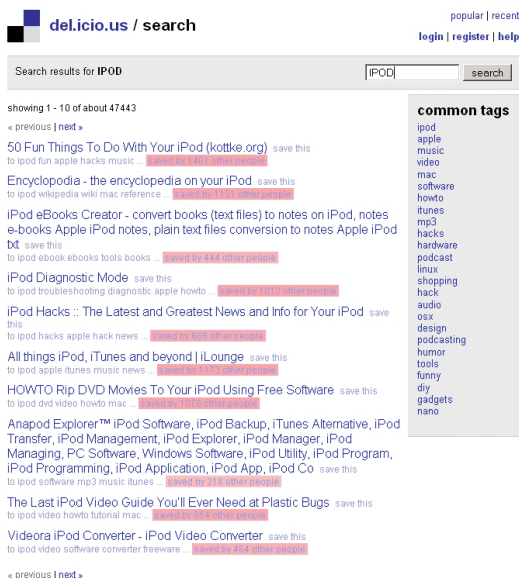 del.icio.us / search
popular | recent
login | register | help
Search results for IPOD
IPOD
search
showing 1 - 10 of about 47443
« previous | next »
50 Fun Things To Do With Your iPod (kottke.org) save this
to ipod fun apple hacks music ... saved by 1461 other people
Encyclopodia - the encyclopedia on your iPod save this
to ipod wikipedia wiki mac reference ... saved by 1151 other people
iPod eBooks Creator - convert books (text files) to notes on iPod, notes
e-books Apple iPod notes, plain text files conversion to notes Apple iPod
txt save this
to ipod ebook ebooks tools books ... saved by 444 other people
iPod Diagnostic Mode save this
to ipod troubleshooting diagnostic apple howto ... saved by 1012 other people
iPod Hacks :: The Latest and Greatest News and Info for Your iPod save
this
to ipod hacks apple hack news ... saved by 668 other people
All things iPod, iTunes and beyond | iLounge save this
to ipod apple itunes music news ... saved by 1173 other people
HOWTO Rip DVD Movies To Your iPod Using Free Software save this
to ipod dvd video howto mac ... saved by 1078 other people
Anapod Explorer™ iPod Software, iPod Backup, iTunes Alternative, iPod
Transfer, iPod Management, iPod Explorer, iPod Manager, iPod
Managing, PC Software, Windows Software, iPod Utility, iPod Program,
iPod Programming, iPod Application, iPod App, iPod Co save this
to ipod software mp3 music itunes ... saved by 216 other people
The Last iPod Video Guide You'll Ever Need at Plastic Bugs save this
to ipod video howto tutorial mac ... saved by 854 other people
Videora iPod Converter - iPod Video Converter save this
to ipod video software converter freeware ... saved by 464 other people
« previous | next »
common tags
ipod
apple
music
video
mac
software
howto
itunes
mp3
hacks
hardware
podcast
linux
shopping
hack
audio
osx
design
podcasting
humor
tools
funny
diy
gadgets
nano